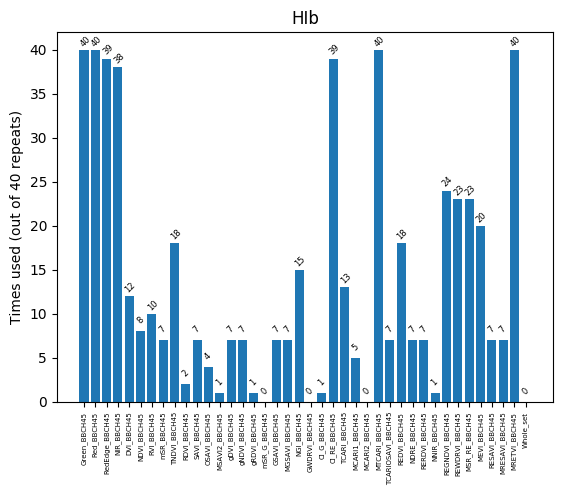 HIb
Times used (out of 40 repeats)
40
35
30
25
20
15
10
5
0
40
40
39
38
12
8
10
7
18
2
7
4
1
7
7
1
0
7
7
15
0
1
39
13
5
0
40
7
18
7
7
1
24
23
23
20
7
7
40
0
Green_BBCH45
Red_BBCH45
RedEdge_BBCH45
NIR_BBCH45
DVI_BBCH45
NDVI_BBCH45
RVI_BBCH45
mSR_BBCH45
TNDVI_BBCH45
RDVI_BBCH45
SAVI_BBCH45
OSAVI_BBCH45
MSAVI2_BBCH45
gDVI_BBCH45
gNDVI_BBCH45
gRDVI_BBCH45
mSR_G_BBCH45
GSAVI_BBCH45
MGSAVI_BBCH45
NGI_BBCH45
GWDRVI_BBCH45
CI_G_BBCH45
CI_RE_BBCH45
TCARI_BBCH45
MCARI1_BBCH45
MCARI2_BBCH45
MTCARI_BBCH45
TCARIOSAVI_BBCH45
REDVI_BBCH45
NDRE_BBCH45
RERDVI_BBCH45
NNIR_BBCH45
REGNDVI_BBCH45
REWDRVI_BBCH45
MSR_RE_BBCH45
MEVI_BBCH45
RESAVI_BBCH45
MRESAVI_BBCH45
MRETVI_BBCH45
Whole_set